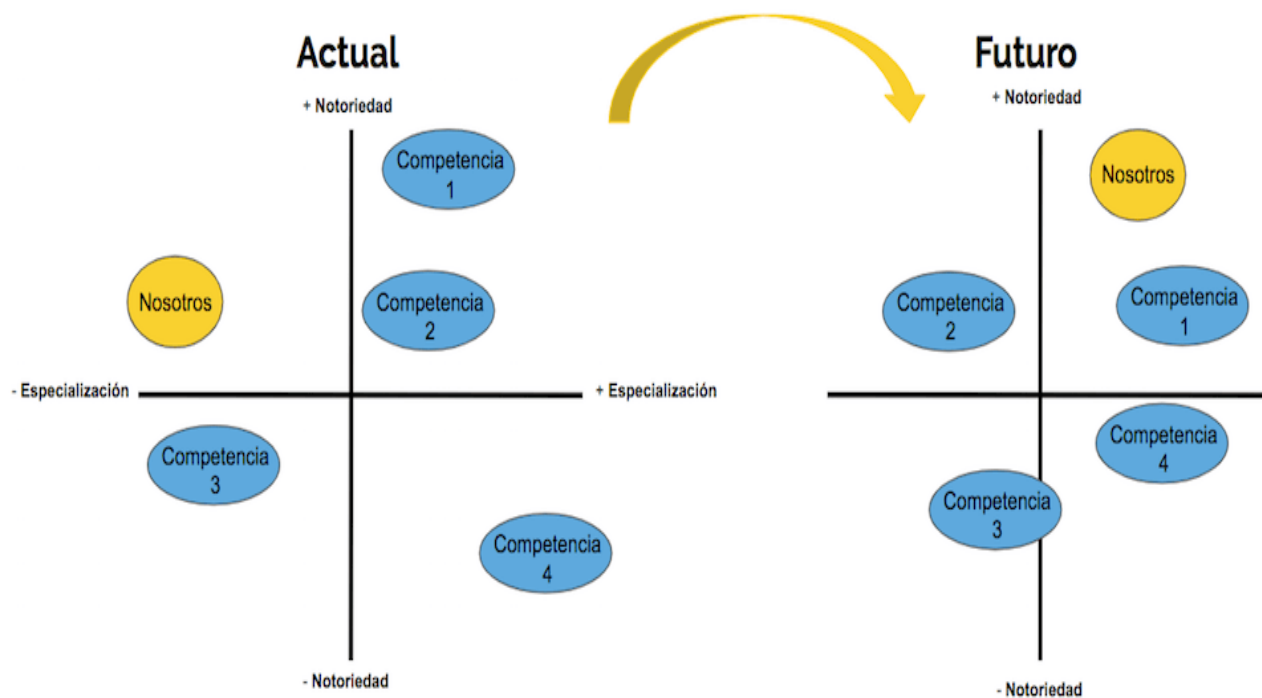 Actual
+ Notoriedad
Competencia
1
Nosotros
Competencia
2
- Especialización
+ Especialización
Competencia
3
Competencia
4
- Notoriedad
Futuro
+ Notoriedad
Nosotros
Competencia
2
Competencia
1
Competencia
4
Competencia
3
- Notoriedad